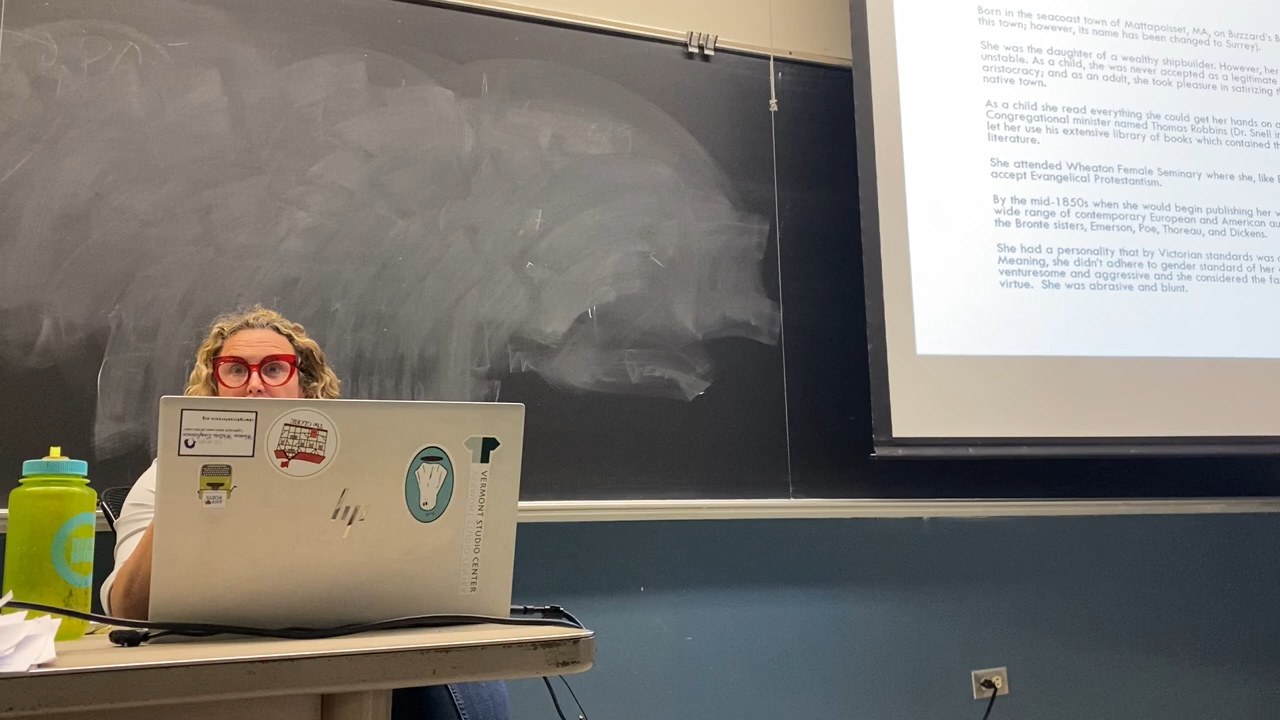 Born in the seacoast town of Mattapoisset, MA, on Buzzard's B
this town; however, its name has been changed to Surrey).
She was the daughter of a wealthy shipbuilder. However, her
unstable. As a child, she was never accepted as a legitimate
aristocracy; and as an adult, she took pleasure in satirizing t
native town.
As a child she read everything she could get her hands on a
Congregational minister named Thomas Robbins (Dr. Snell i
let her use his extensive library of books which contained th
literature.
She attended Wheaton Female Seminary where she, like
accept Evangelical Protestantism.
By the mid-1850s when she would begin publishing her
wide range of contemporary European and American au
the Bronte sisters, Emerson, Poe, Thoreau, and Dickens.
She had a personality that by Victorian standards was
Meaning, she didn't adhere to gender standard of her
venturesome and aggressive and she considered the fa
virtue. She was abrasive and blunt.
hp
VERMONT STUDIO CENTER